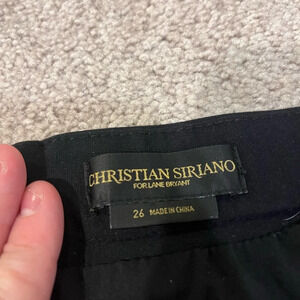 CHRISTIAN SIRIANO
FOR LANE BRYANT
26 MADE IN CHINA